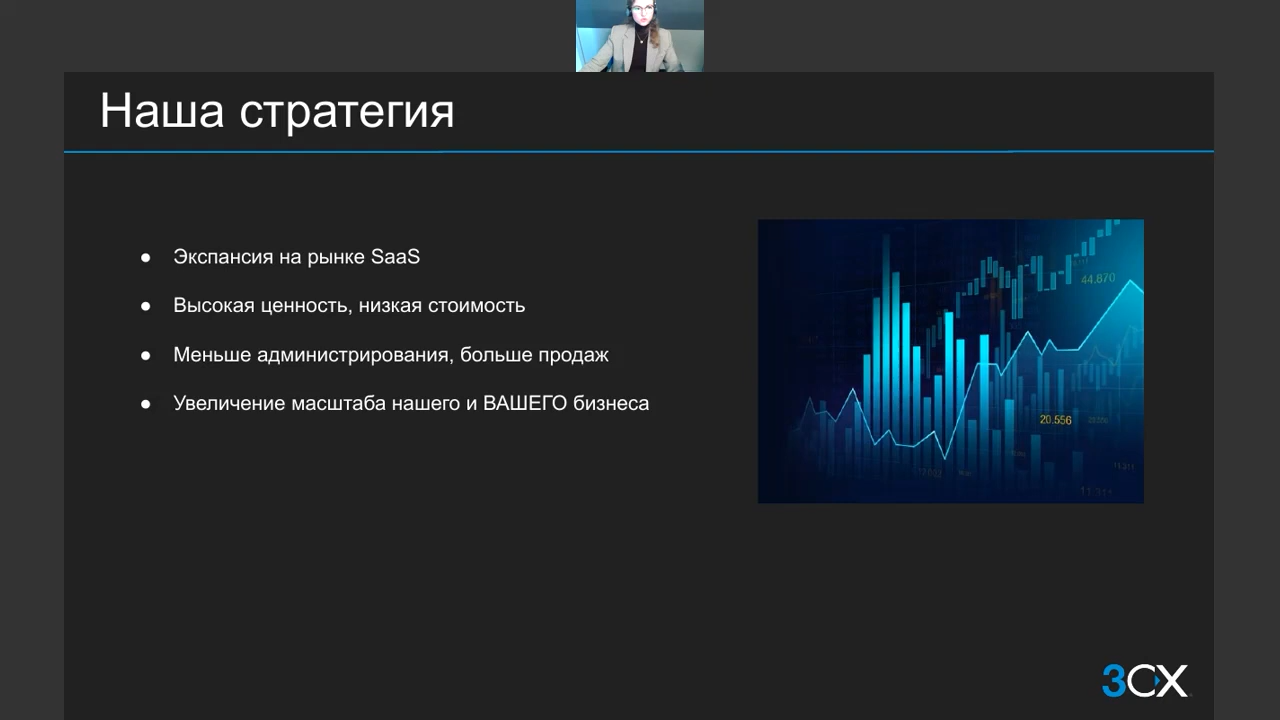 Наша стратегия
● Экспансия на рынке SaaS
● Высокая ценность, низкая стоимость
● Меньше администрирования, больше продаж
● Увеличение масштаба нашего и ВАШЕГО бизнеса
44.870
20.556
3CX